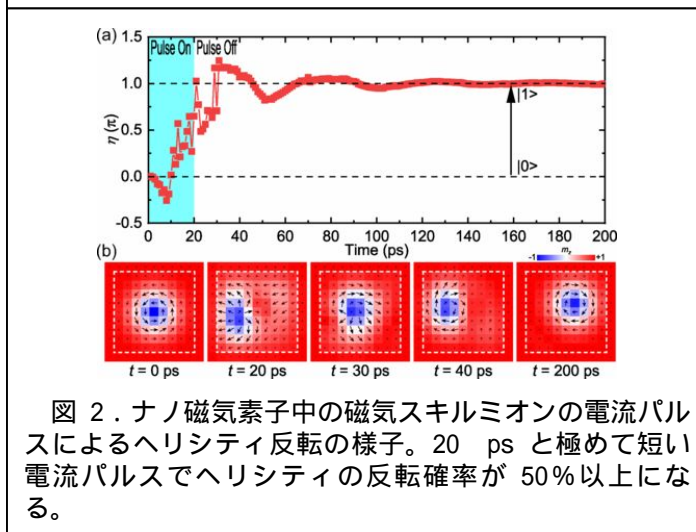 (a)
1.5
Pulse On Pulse Off
1.0
|1>
η (π)
0.5
0.0
|0>
-0.5
0 20 40 60 80 100 120 140 160 180 200
Time (ps)
(b)
-1 mz +1
t = 0 ps t = 20 ps t = 30 ps t = 40 ps t = 200 ps
図 2．ナノ磁気素子中の磁気スキルミオンの電流パル
スによるヘリシティ反転の様子。20 ps と極めて短い
電流パルスでヘリシティの反転確率が 50%以上にな
る。